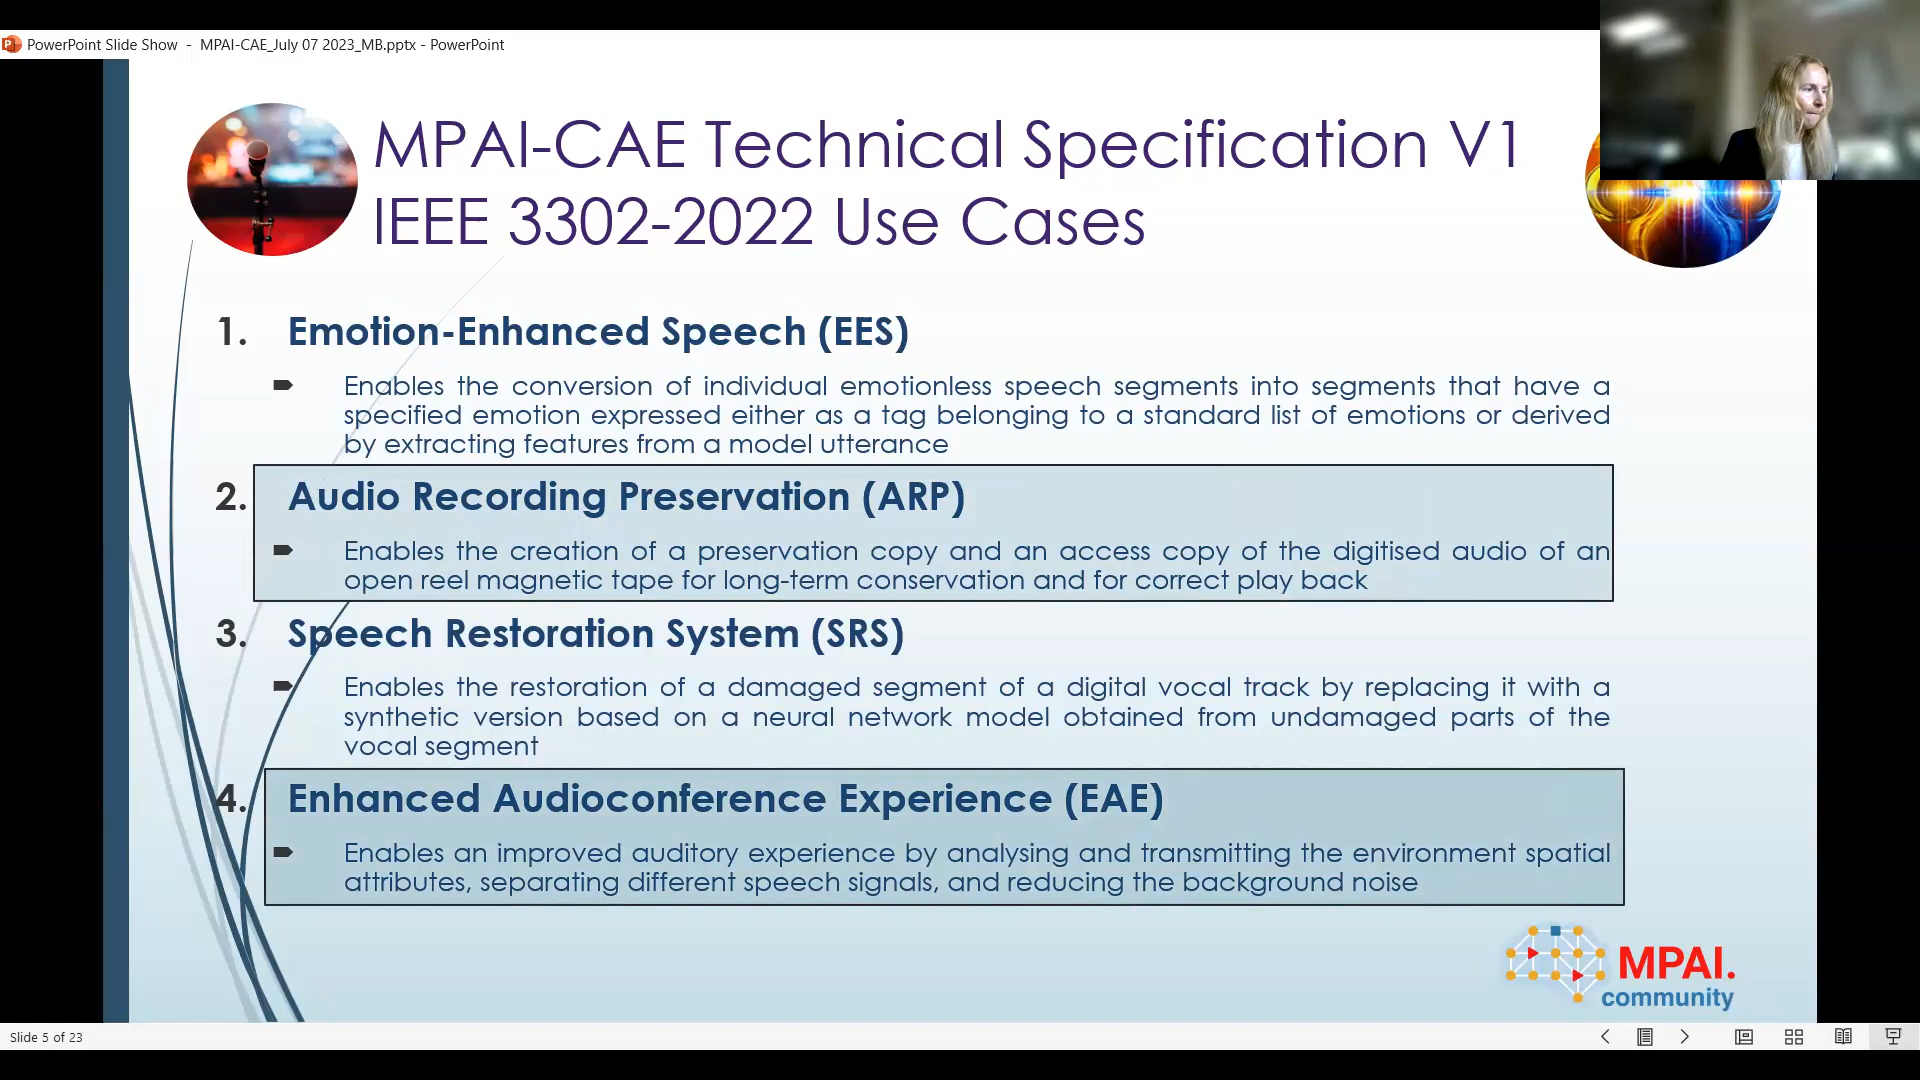 PowerPoint Slide Show - MPAI-CAE_July 07 2023_MB.pptx - PowerPoint
MPAI-CAE Technical Specification V1
IEEE 3302-2022 Use Cases
1. Emotion-Enhanced Speech (EES)
Enables the conversion of individual emotionless speech segments into segments that have a
specified emotion expressed either as a tag belonging to a standard list of emotions or derived
by extracting features from a model utterance
2. Audio Recording Preservation (ARP)
Enables the creation of a preservation copy and an access copy of the digitised audio of an
open reel magnetic tape for long-term conservation and for correct play back
3. Speech Restoration System (SRS)
Enables the restoration of a damaged segment of a digital vocal track by replacing it with a
synthetic version based on a neural network model obtained from undamaged parts of the
vocal segment
4. Enhanced Audioconference Experience (EAE)
Enables an improved auditory experience by analysing and transmitting the environment spatial
attributes, separating different speech signals, and reducing the background noise
MPAI.
community
Slide 5 of 23